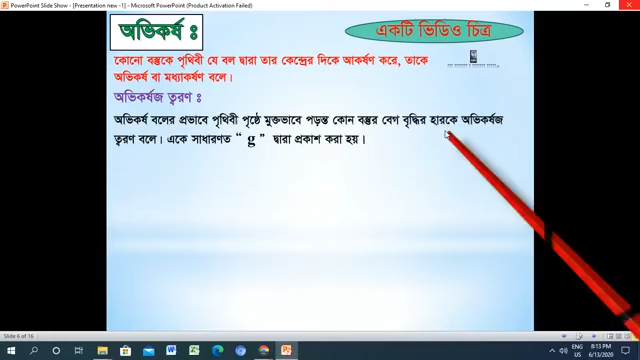 PowerPoint Slide Show - [Presentation new -1] - Microsoft PowerPoint (Product Activation Failed)
অভিকর্ষ ঃ
একটি ভিডিও চিত্র
কোনো বস্তুকে পৃথিবী যে বল দ্বারা তার কেন্দ্রের দিকে আকর্ষণ করে, তাকে
অভিকর্ষ বা মধ্যাকর্ষণ বলে।
অভিকর্ষজ ত্বরণ ঃ
অভিকর্ষ বলের প্রভাবে পৃথিবী পৃষ্ঠে মুক্তভাবে পড়ন্ত কোন বস্তুর বেগ বৃদ্ধির হারকে অভিকর্ষজ
ত্বরণ বলে। একে সাধারণত “ g ” দ্বারা প্রকাশ করা হয়।
Slide 6 of 16
ENG
US
8:13 PM
6/13/2020